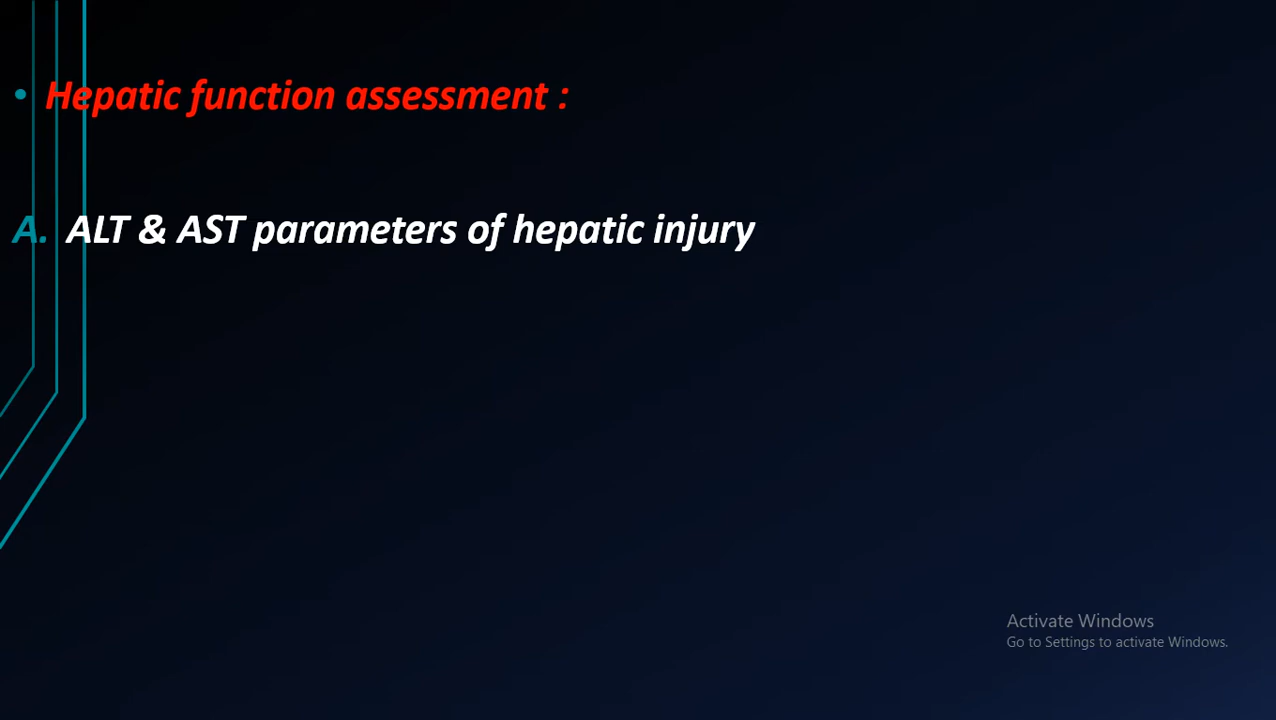 • Hepatic function assessment :
A. ALT & AST parameters of hepatic injury
Activate Windows
Go to Settings to activate Windows.